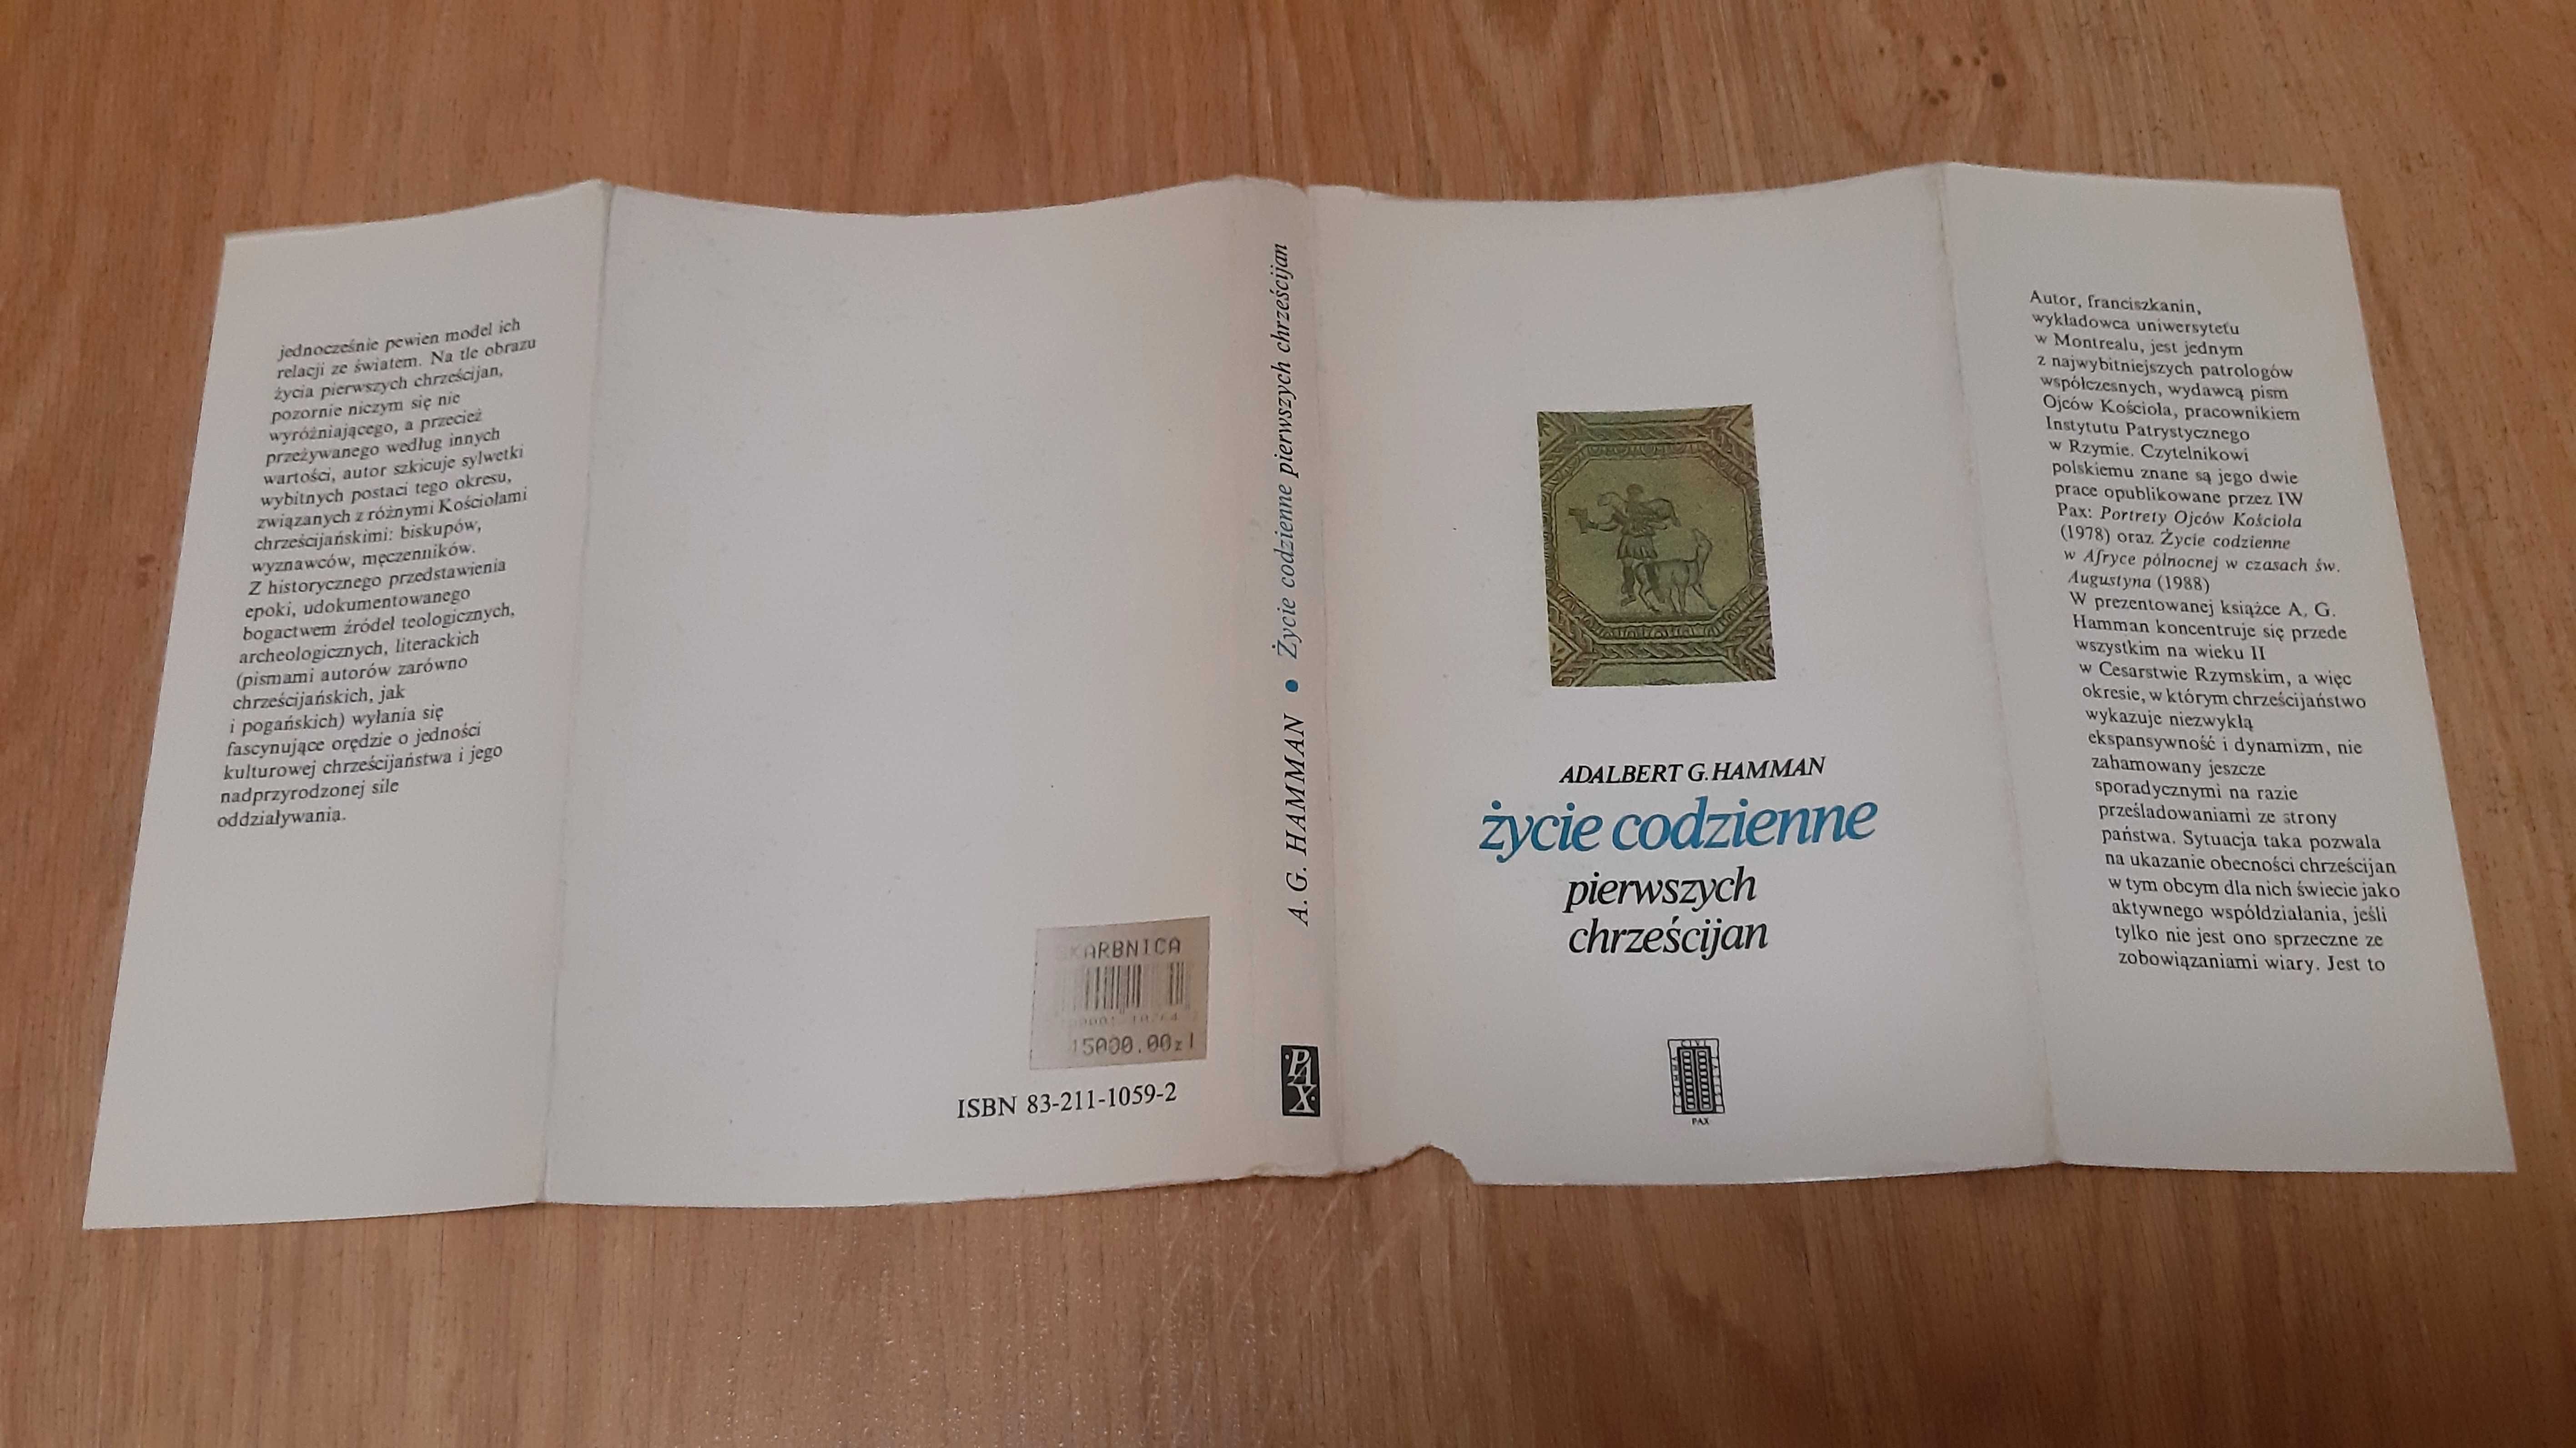 jednocześnie pewien model ich
relacji ze światem. Na tle obrazu
życia pierwszych chrześcijan,
pozornie niczym się nie
wyróżniającego, a przecież
przeżywanego według innych
wartości, autor szkicuje sylwetki
wybitnych postaci tego okresu,
związanych z różnymi Kościołami
chrześcijańskimi: biskupów,
wyznawców, męczenników.
Z historycznego przedstawienia
epoki, udokumentowanego
bogactwem źródeł teologicznych,
archeologicznych, literackich
(pismami autorów zarówno
chrześcijańskich, jak
i pogańskich) wyłania się
fascynujące orędzie o jedności
kulturowej chrześcijaństwa i jego
nadprzyrodzonej sile
oddziaływania.
SKARBNICA
15000.00zl
ISBN 83-211-1059-2
A. G. HAMMAN • Życie codzienne pierwszych chrześcijan
PAX
ADALBERT G. HAMMAN
życie codzienne
pierwszych
chrześcijan
PAX
Autor, franciszkanin,
wykładowca uniwersytetu
w Montrealu, jest jednym
z najwybitniejszych patrologów
współczesnych, wydawcą pism
Ojców Kościoła, pracownikiem
Instytutu Patrystycznego
w Rzymie. Czytelnikowi
polskiemu znane są jego dwie
prace opublikowane przez IW
Pax: Portrety Ojców Kościoła
(1978) oraz Życie codzienne
w Afryce północnej w czasach św.
Augustyna (1988)
W prezentowanej książce A. G.
Hamman koncentruje się przede
wszystkim na wieku II
w Cesarstwie Rzymskim, a więc
okresie, w którym chrześcijaństwo
wykazuje niezwykłą
ekspansywność i dynamizm, nie
zahamowany jeszcze
sporadycznymi na razie
prześladowaniami ze strony
państwa. Sytuacja taka pozwala
na ukazanie obecności chrześcijan
w tym obcym dla nich świecie jako
aktywnego współdziałania, jeśli
tylko nie jest ono sprzeczne ze
zobowiązaniami wiary. Jest to